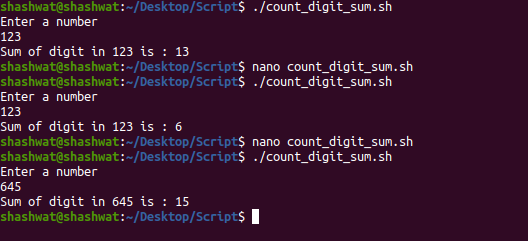 shashwat@shashwat:~/Desktop/Script$ ./count_digit_sum.sh
Enter a number
123
Sum of digit in 123 is : 13
shashwat@shashwat:~/Desktop/Script$ nano count_digit_sum.sh
shashwat@shashwat:~/Desktop/Script$ ./count_digit_sum.sh
Enter a number
123
Sum of digit in 123 is : 6
shashwat@shashwat:~/Desktop/Script$ nano count_digit_sum.sh
shashwat@shashwat:~/Desktop/Script$ ./count_digit_sum.sh
Enter a number
645
Sum of digit in 645 is : 15
shashwat@shashwat:~/Desktop/Script$